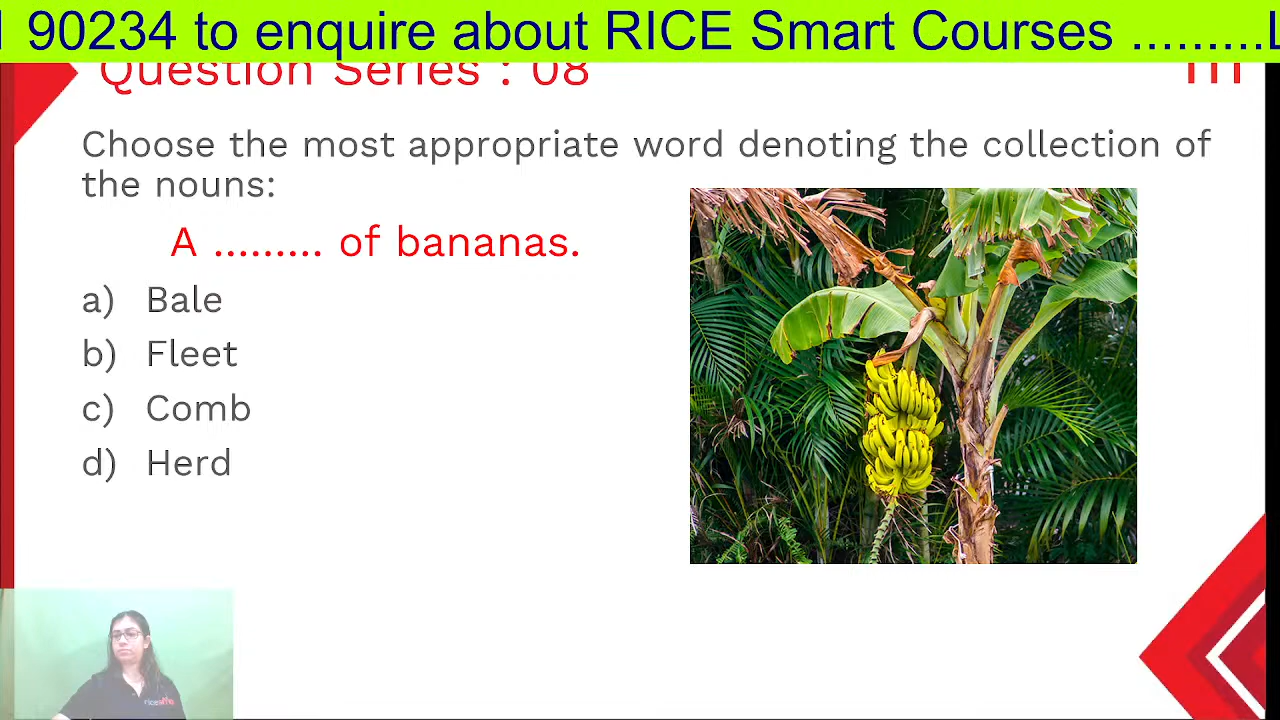 90234 to enquire about RICE Smart Courses .........L
Question Series : 08
Choose the most appropriate word denoting the collection of
the nouns:
A ......... of bananas.
a) Bale
b) Fleet
c) Comb
d) Herd